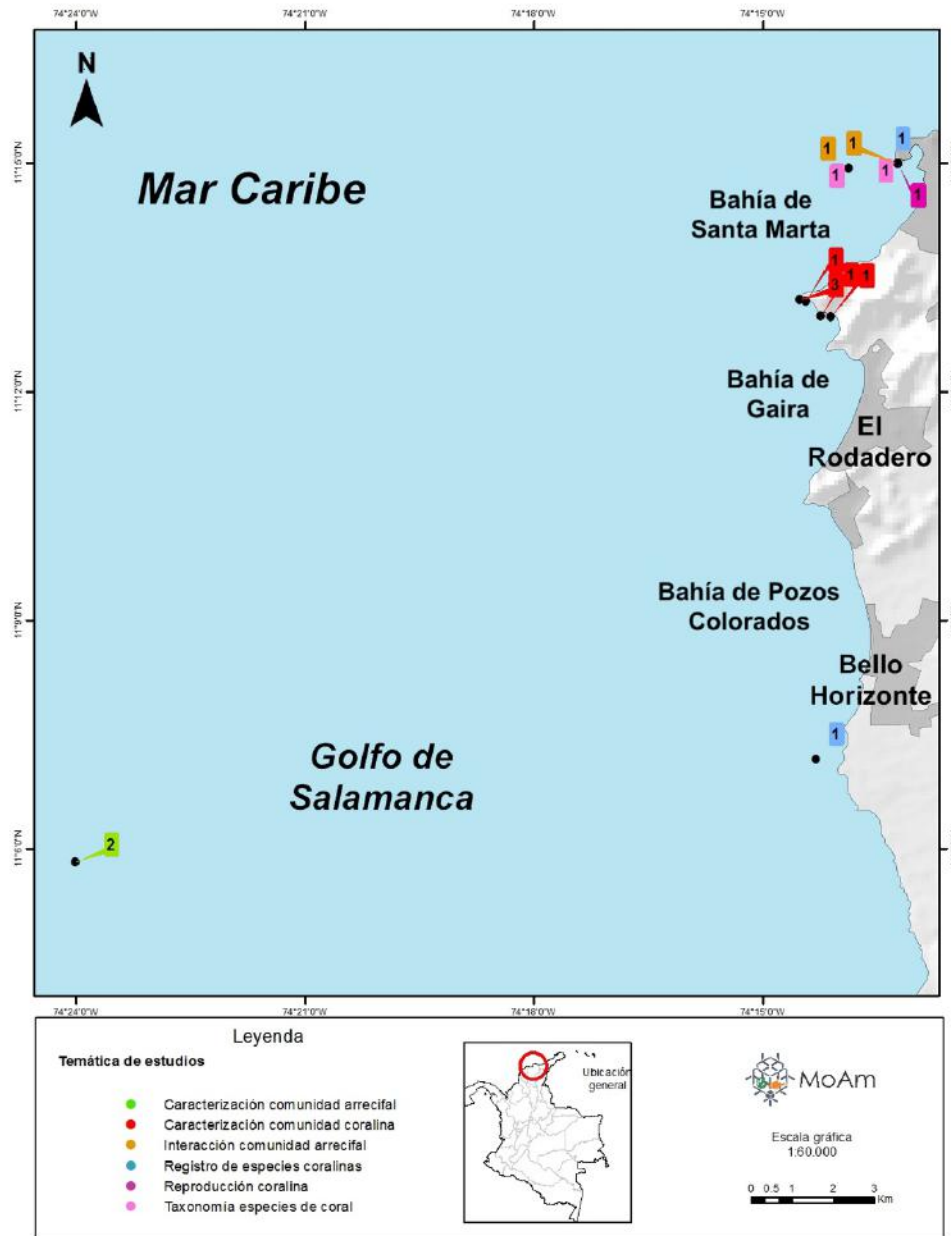 74°24'0"W 74°21'0"W 74°18'0"W 74°15'0"W
N
11°15'0"N
Mar Caribe
1 1 1
1 1 1
Bahía de
Santa Marta
1
1 1
3
11°12'0"N
Bahía de
Gaira
El
Rodadero
11°9'0"N
Bahía de Pozos
Colorados
Bello
Horizonte
1
Golfo de
Salamanca
11°6'0"N
2
74°24'0"W 74°21'0"W 74°18'0"W 74°15'0"W
Leyenda
Temática de estudios
Caracterización comunidad arrecifal
Caracterización comunidad coralina
Interacción comunidad arrecifal
Registro de especies coralinas
Reproducción coralina
Taxonomía especies de coral
Ubicación
general
MoAm
Escala gráfica
1:60.000
0 0.5 1 2 3
Km